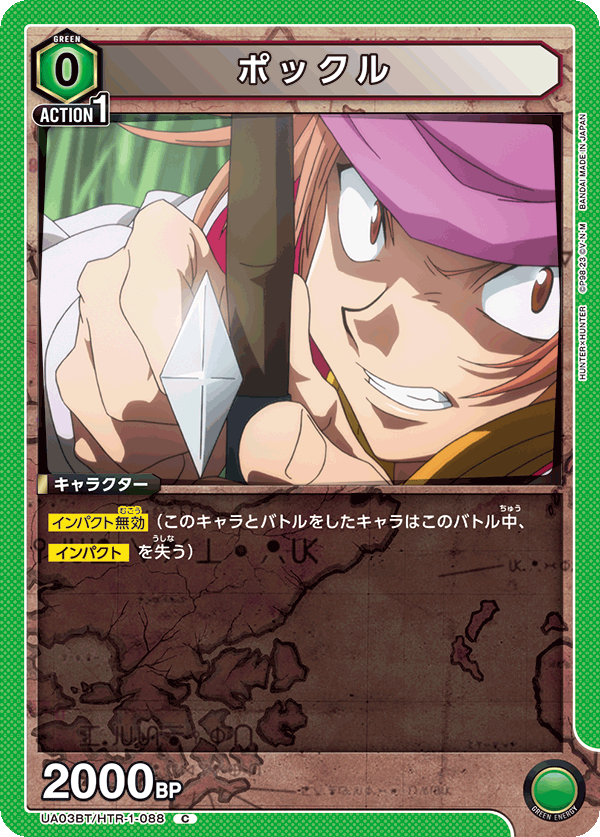 GREEN
0
ACTION 1
ポックル
HUNTER×HUNTER ©P98-23 ©V・N・M BANDAI MADE IN JAPAN
キャラクター
インパクト無効 (このキャラとバトルをしたキャラはこのバトル中、
むこう ちゅう
インパクト を失う)
うしな
2000 BP
GREEN ENERGY
UA03BT/HTR-1-088 C